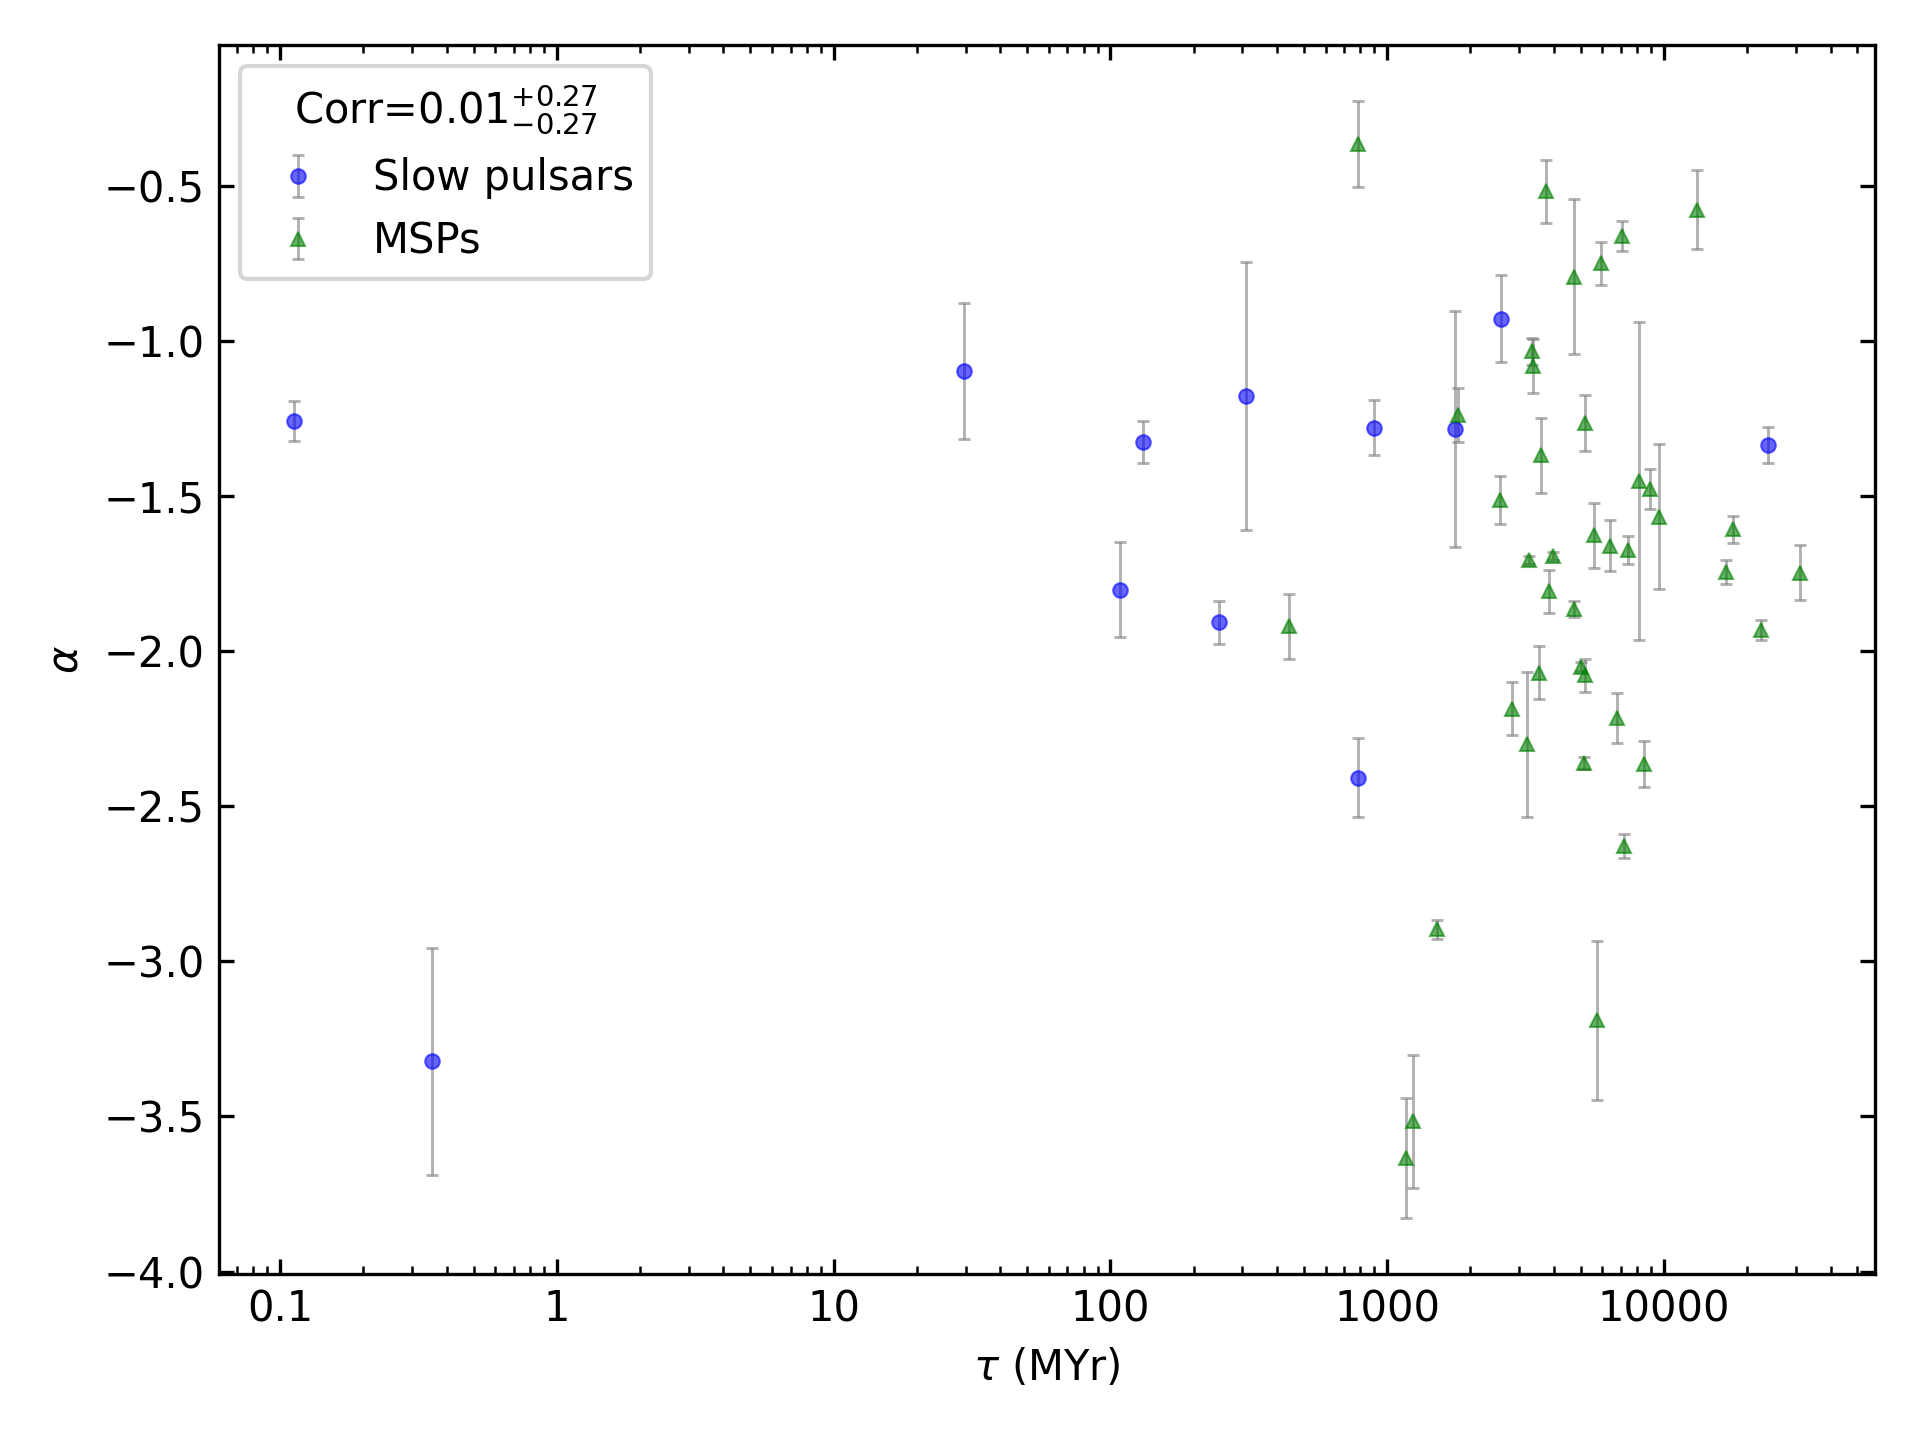 Corr=0.01⁺⁰·²⁷₋₀.₂₇
Slow pulsars
MSPs
−0.5
−1.0
−1.5
−2.0
−2.5
−3.0
−3.5
−4.0
α
0.1 1 10 100 1000 10000
τ (MYr)